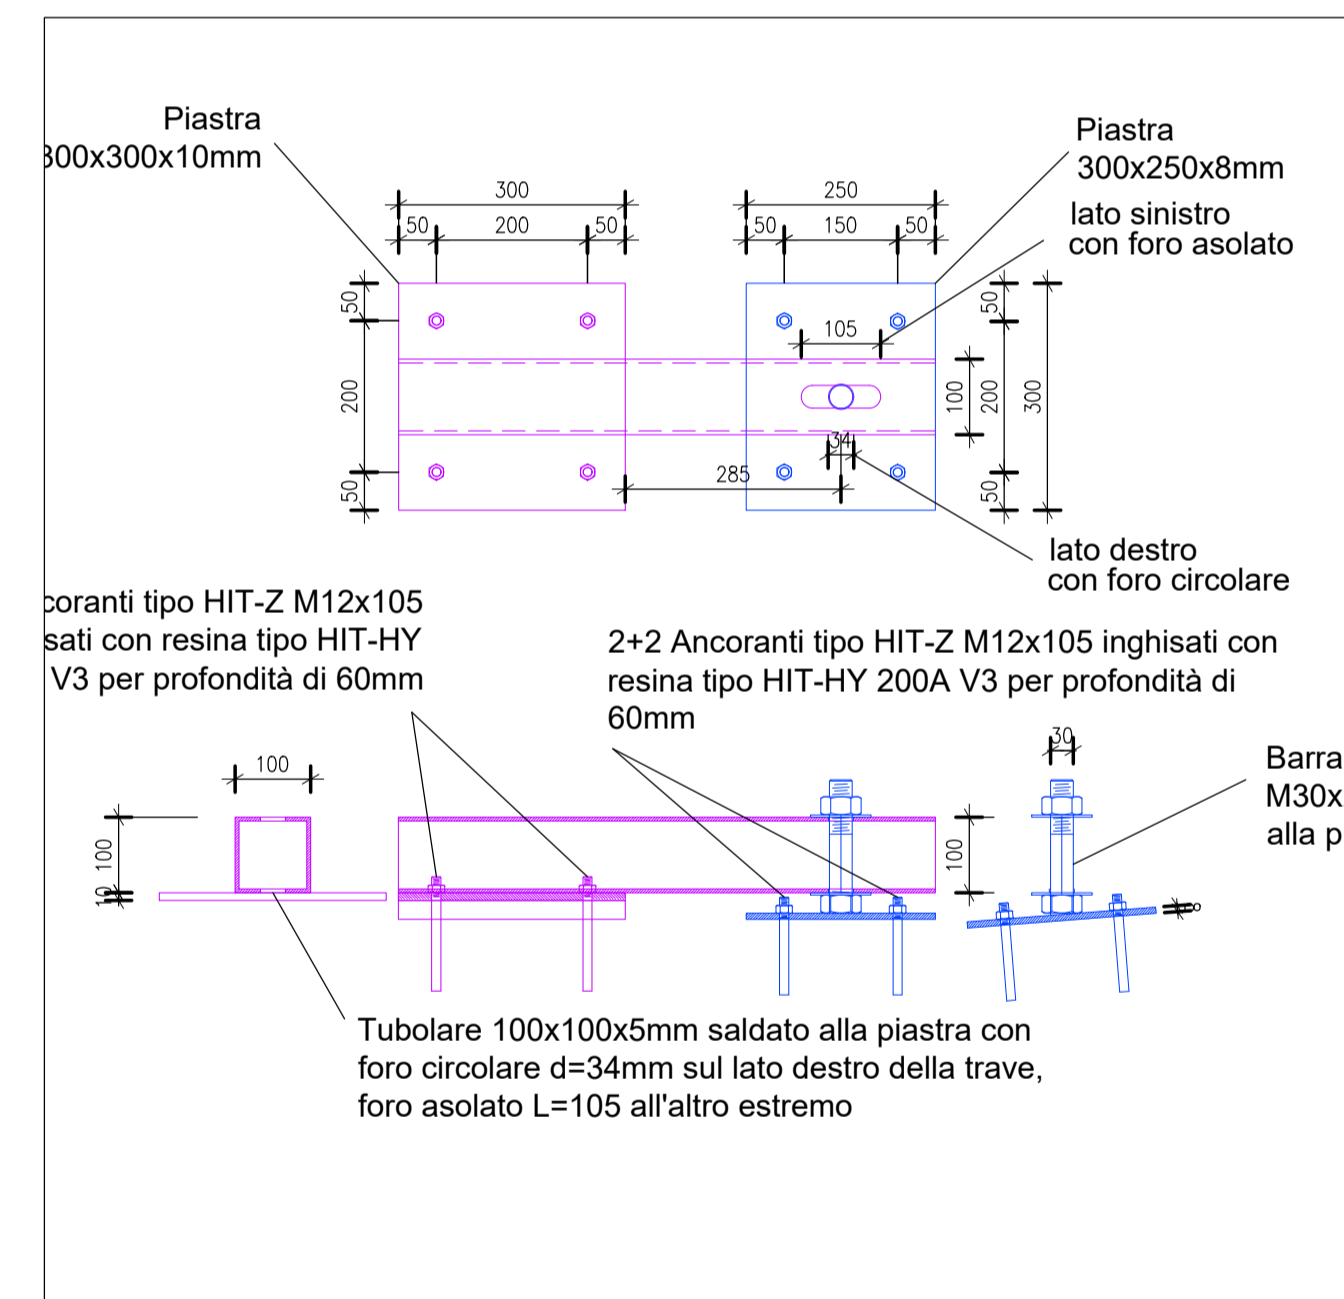 Piastra
300x300x10mm
Piastra
300x250x8mm
lato sinistro
con foro asolato
300
50 200 50
250
50 150 50
50
200
50
105
34
285
100
50
200
50
300
lato destro
con foro circolare
coranti tipo HIT-Z M12x105
sati con resina tipo HIT-HY
V3 per profondità di 60mm
2+2 Ancoranti tipo HIT-Z M12x105 inghisati con
resina tipo HIT-HY 200A V3 per profondità di
60mm
100
100
10
100
30
8
Barra
M30x
alla p
Tubolare 100x100x5mm saldato alla piastra con
foro circolare d=34mm sul lato destro della trave,
foro asolato L=105 all'altro estremo